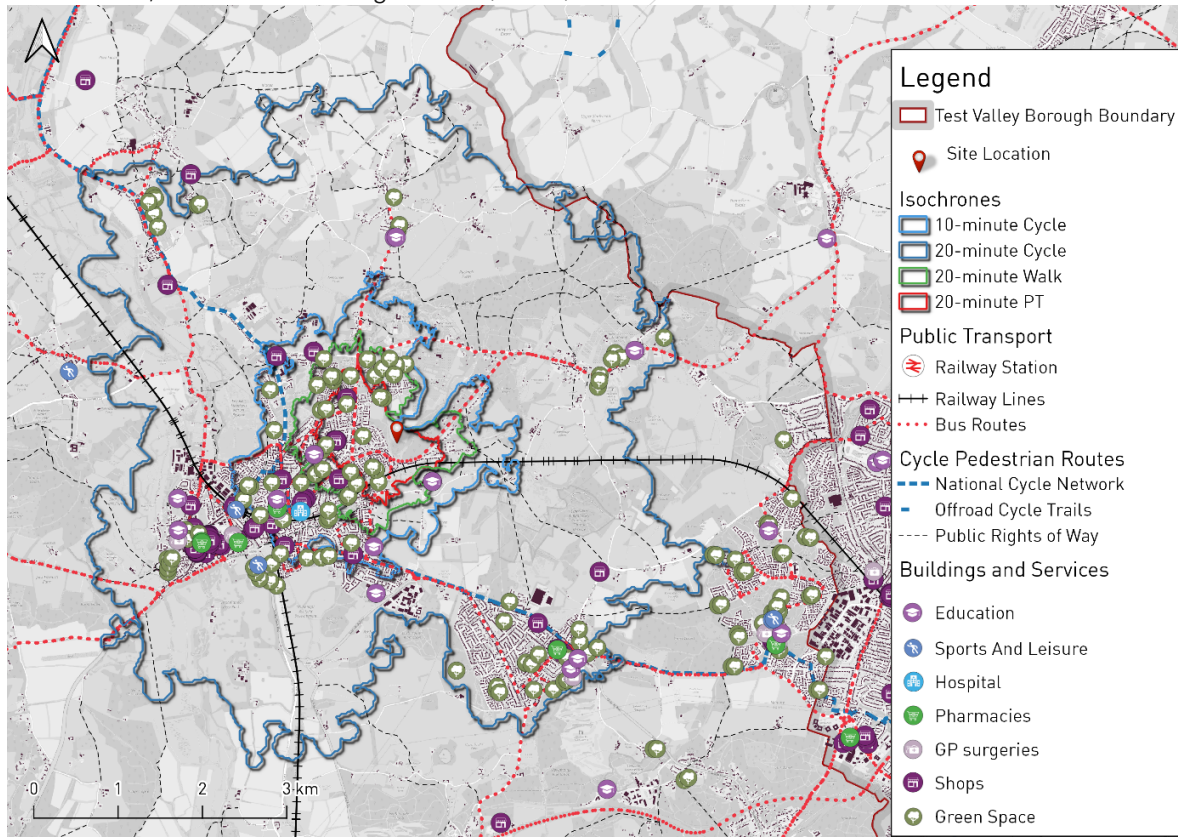 Legend
Test Valley Borough Boundary
Site Location
Isochrones
10-minute Cycle
20-minute Cycle
20-minute Walk
20-minute PT
Public Transport
Railway Station
Railway Lines
Bus Routes
Cycle Pedestrian Routes
National Cycle Network
Offroad Cycle Trails
Public Rights of Way
Buildings and Services
Education
Sports And Leisure
Hospital
Pharmacies
GP surgeries
Shops
Green Space
0 1 2 3 km